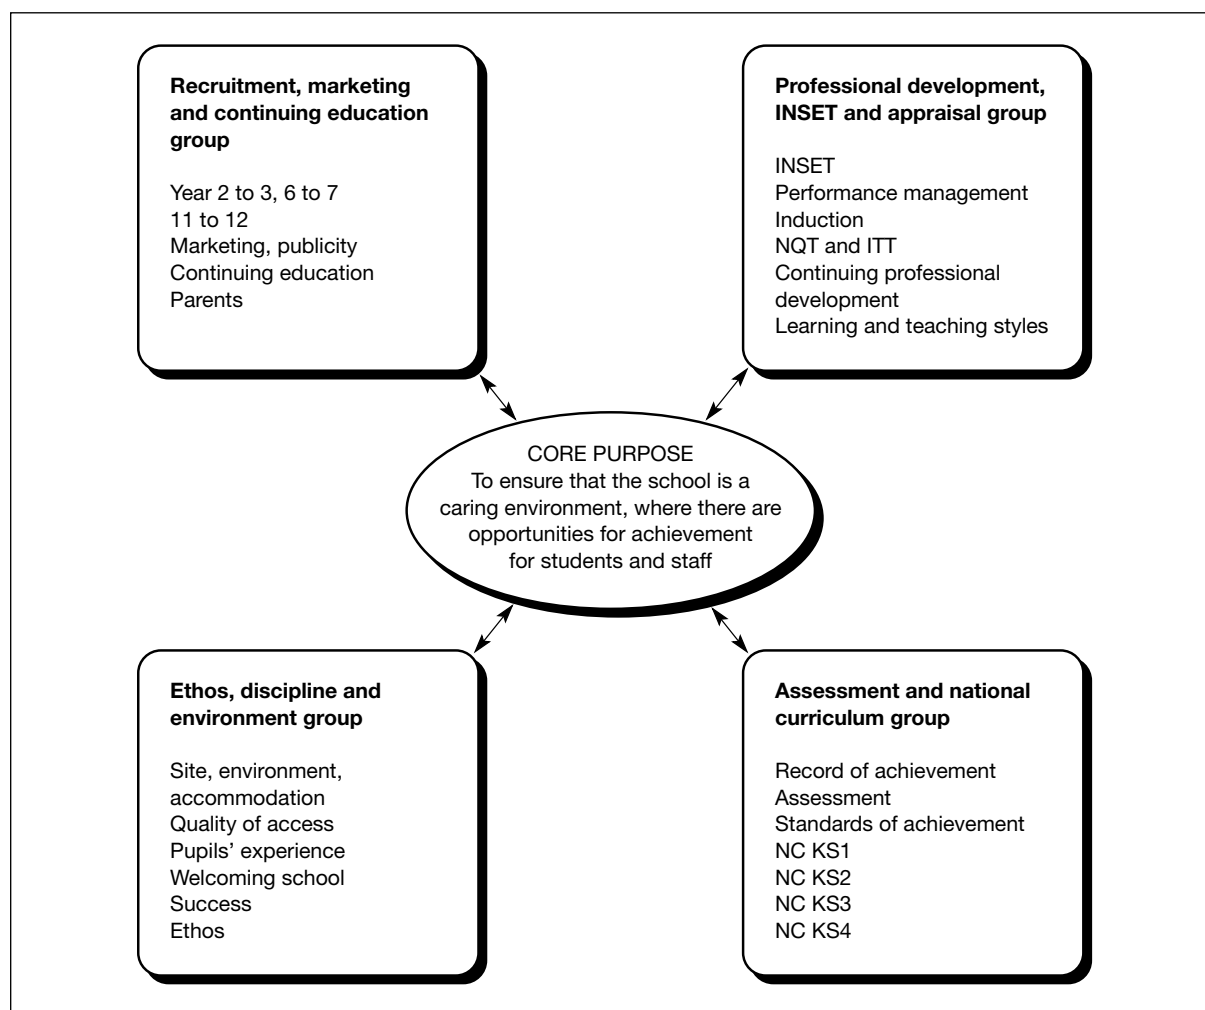 Recruitment, marketing
and continuing education
group
Year 2 to 3, 6 to 7
11 to 12
Marketing, publicity
Continuing education
Parents
Professional development,
INSET and appraisal group
INSET
Performance management
Induction
NQT and ITT
Continuing professional
development
Learning and teaching styles
CORE PURPOSE
To ensure that the school is a
caring environment, where there are
opportunities for achievement
for students and staff
Ethos, discipline and
environment group
Site, environment,
accommodation
Quality of access
Pupils’ experience
Welcoming school
Success
Ethos
Assessment and national
curriculum group
Record of achievement
Assessment
Standards of achievement
NC KS1
NC KS2
NC KS3
NC KS4